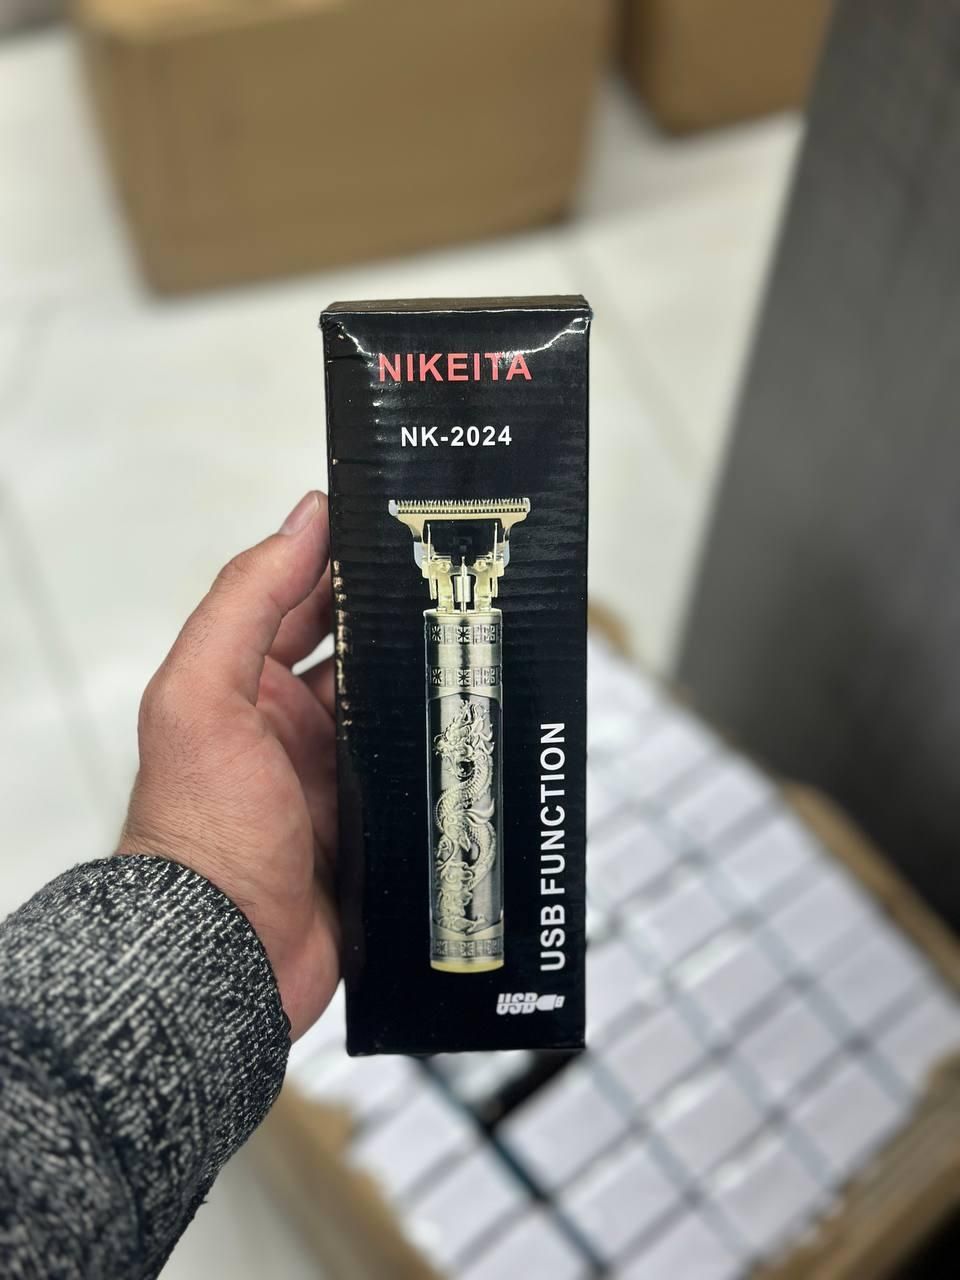 NIKEITA
NK-2024
USB FUNCTION
USB